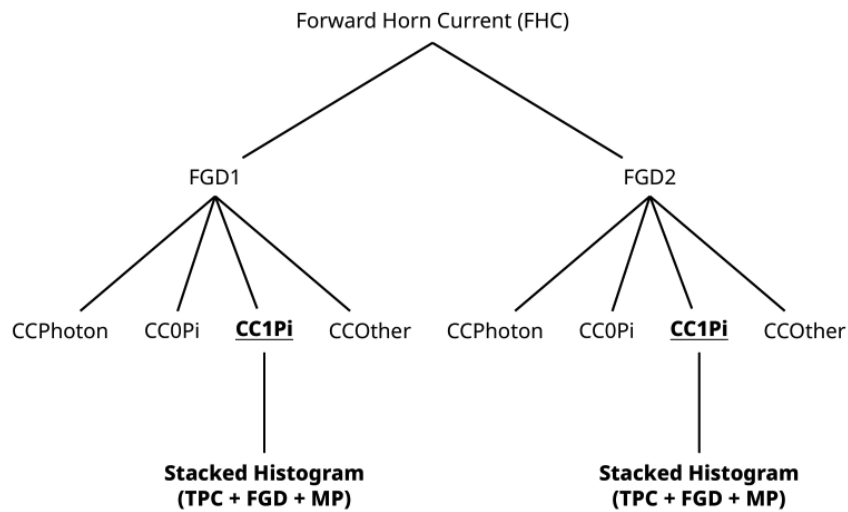 Forward Horn Current (FHC)
FGD1
FGD2
CCPhoton
CC0Pi
CC1Pi
CCOther
CCPhoton
CC0Pi
CC1Pi
CCOther
Stacked Histogram
(TPC + FGD + MP)
Stacked Histogram
(TPC + FGD + MP)